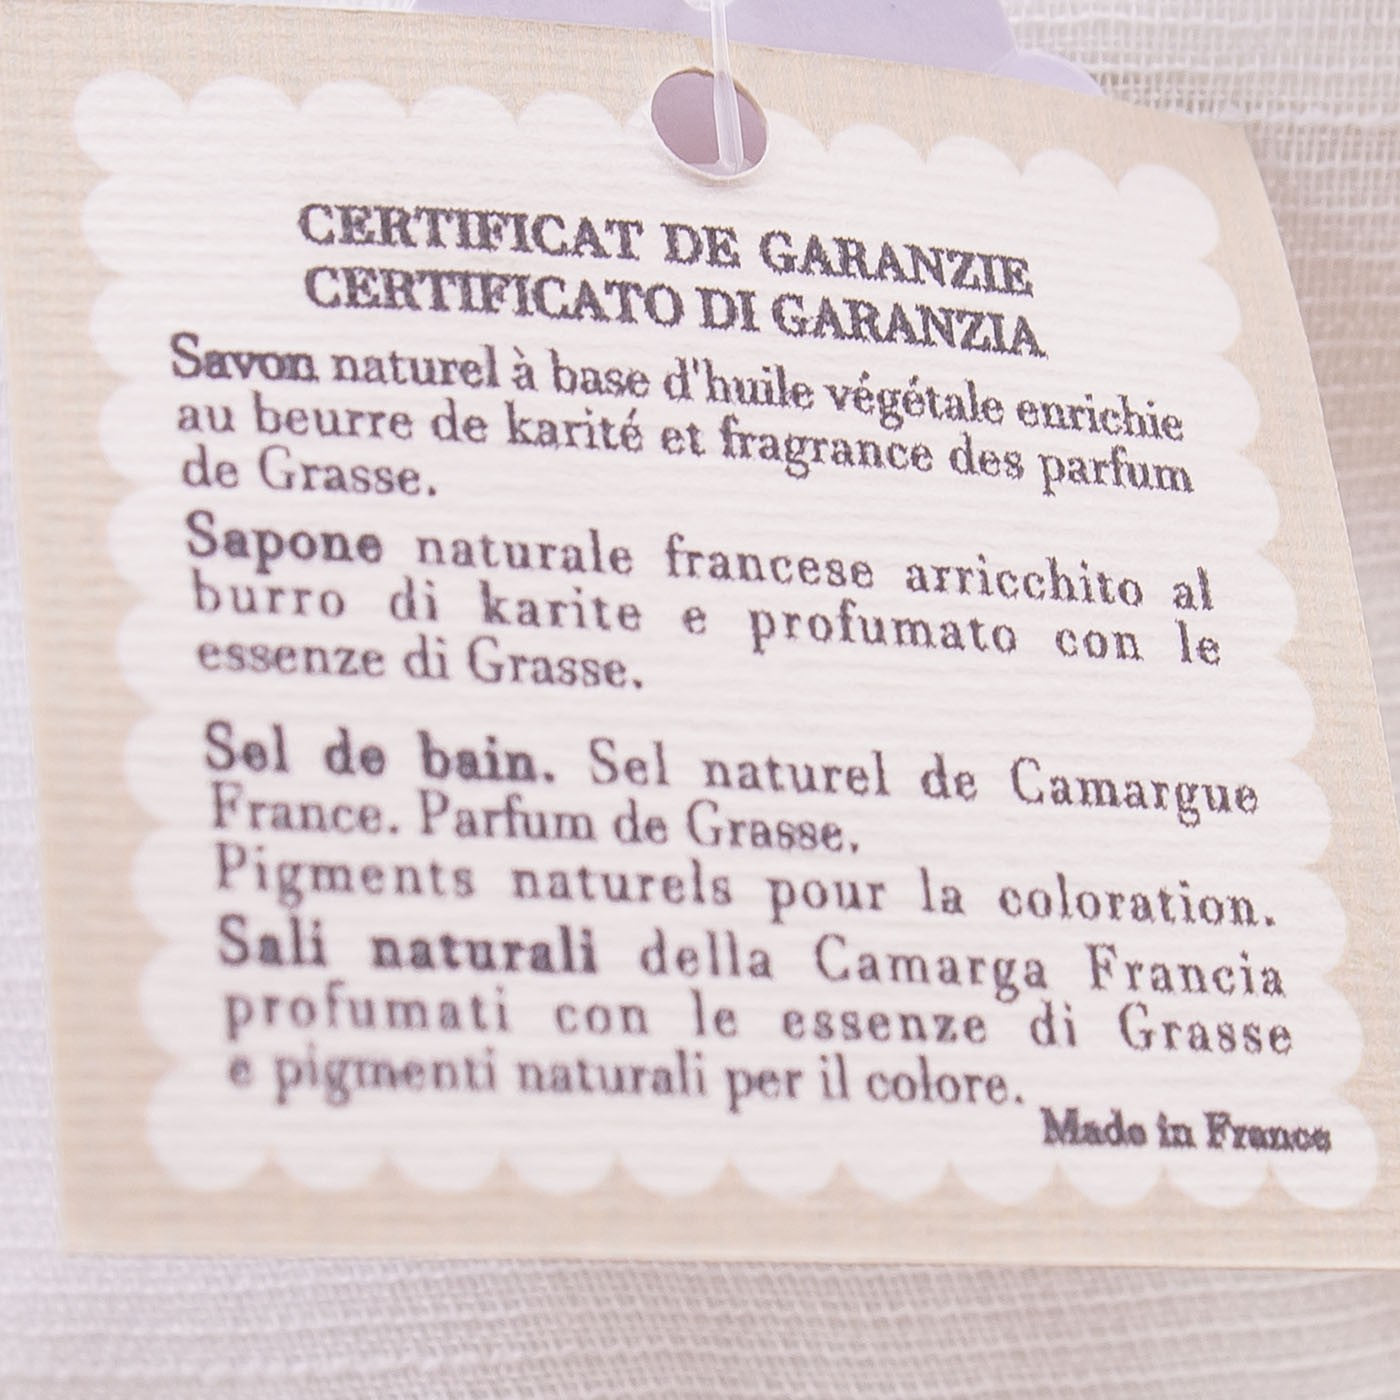 CERTIFICAT DE GARANZIE
CERTIFICATO DI GARANZIA
Savon naturel à base d'huile végétale enrichie
au beurre de karité et fragrance des parfum
de Grasse.
Sapone naturale francese arricchito al
burro di karite e profumato con le
essenze di Grasse.
Sel de bain. Sel naturel de Camargue
France. Parfum de Grasse.
Pigments naturels pour la coloration.
Sali naturali della Camarga Francia
profumati con le essenze di Grasse
e pigmenti naturali per il colore.
Made in France